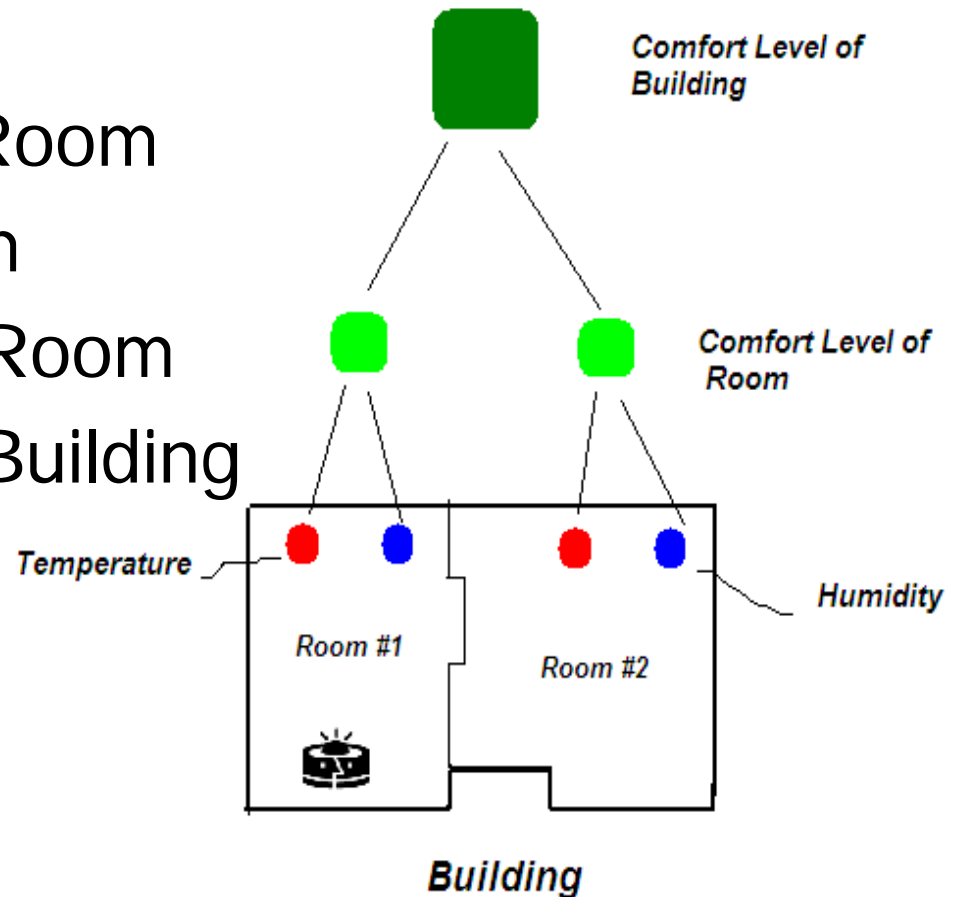 Comfort Level of
Building
Room
Room
Building
Comfort Level of
Room
Temperature
Humidity
Room #1
Room #2
Building